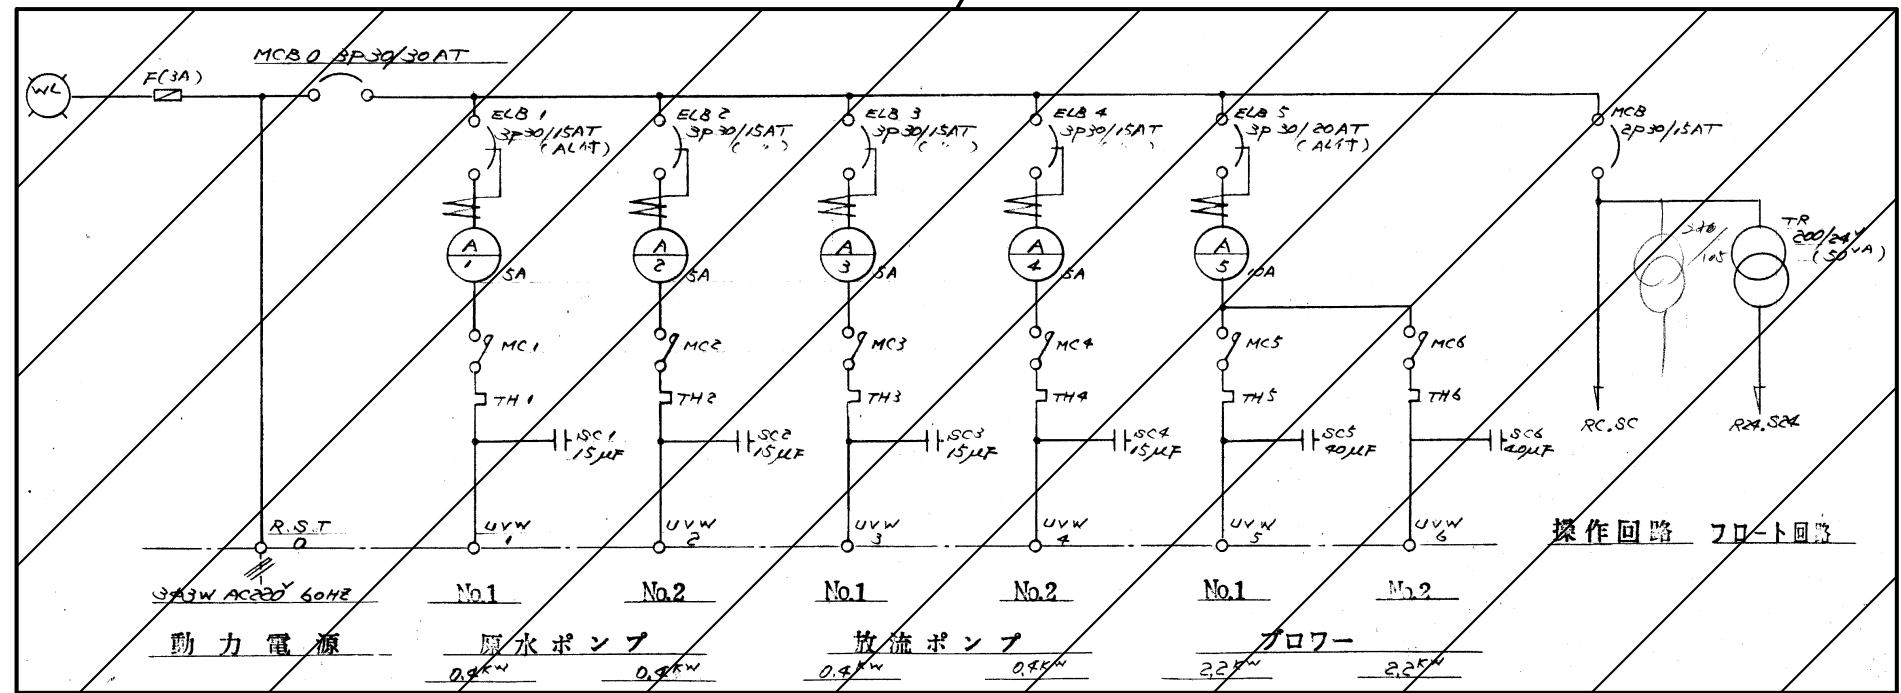 MCB 0 3P30/30AT
WL
F(3A)
ELB 1
3P30/15AT
(AL付)
ELB 2
3P30/15AT
(〃)
ELB 3
3P30/15AT
(〃)
ELB 4
3P30/15AT
(〃)
ELB 5
3P30/20AT
(AL付)
MCB
2P30/15AT
A
1
5A
A
2
5A
A
3
5A
A
4
5A
A
5
10A
105
TR
200/24V
(50VA)
MC1
MC2
MC3
MC4
MC5
MC6
TH1
TH2
TH3
TH4
TH5
TH6
SC1
15μF
SC2
15μF
SC3
15μF
SC4
15μF
SC5
40μF
SC6
40μF
RC.SC
R24.S24
R.S.T
0
UVW
1
UVW
2
UVW
3
UVW
4
UVW
5
UVW
6
操作回路
フロート回路
3φ3W AC220V 60HZ
No.1
No.2
No.1
No.2
No.1
No.2
動力電源
原水ポンプ
放流ポンプ
ブロワー
0.4KW
0.4KW
0.4KW
0.4KW
2.2KW
2.2KW